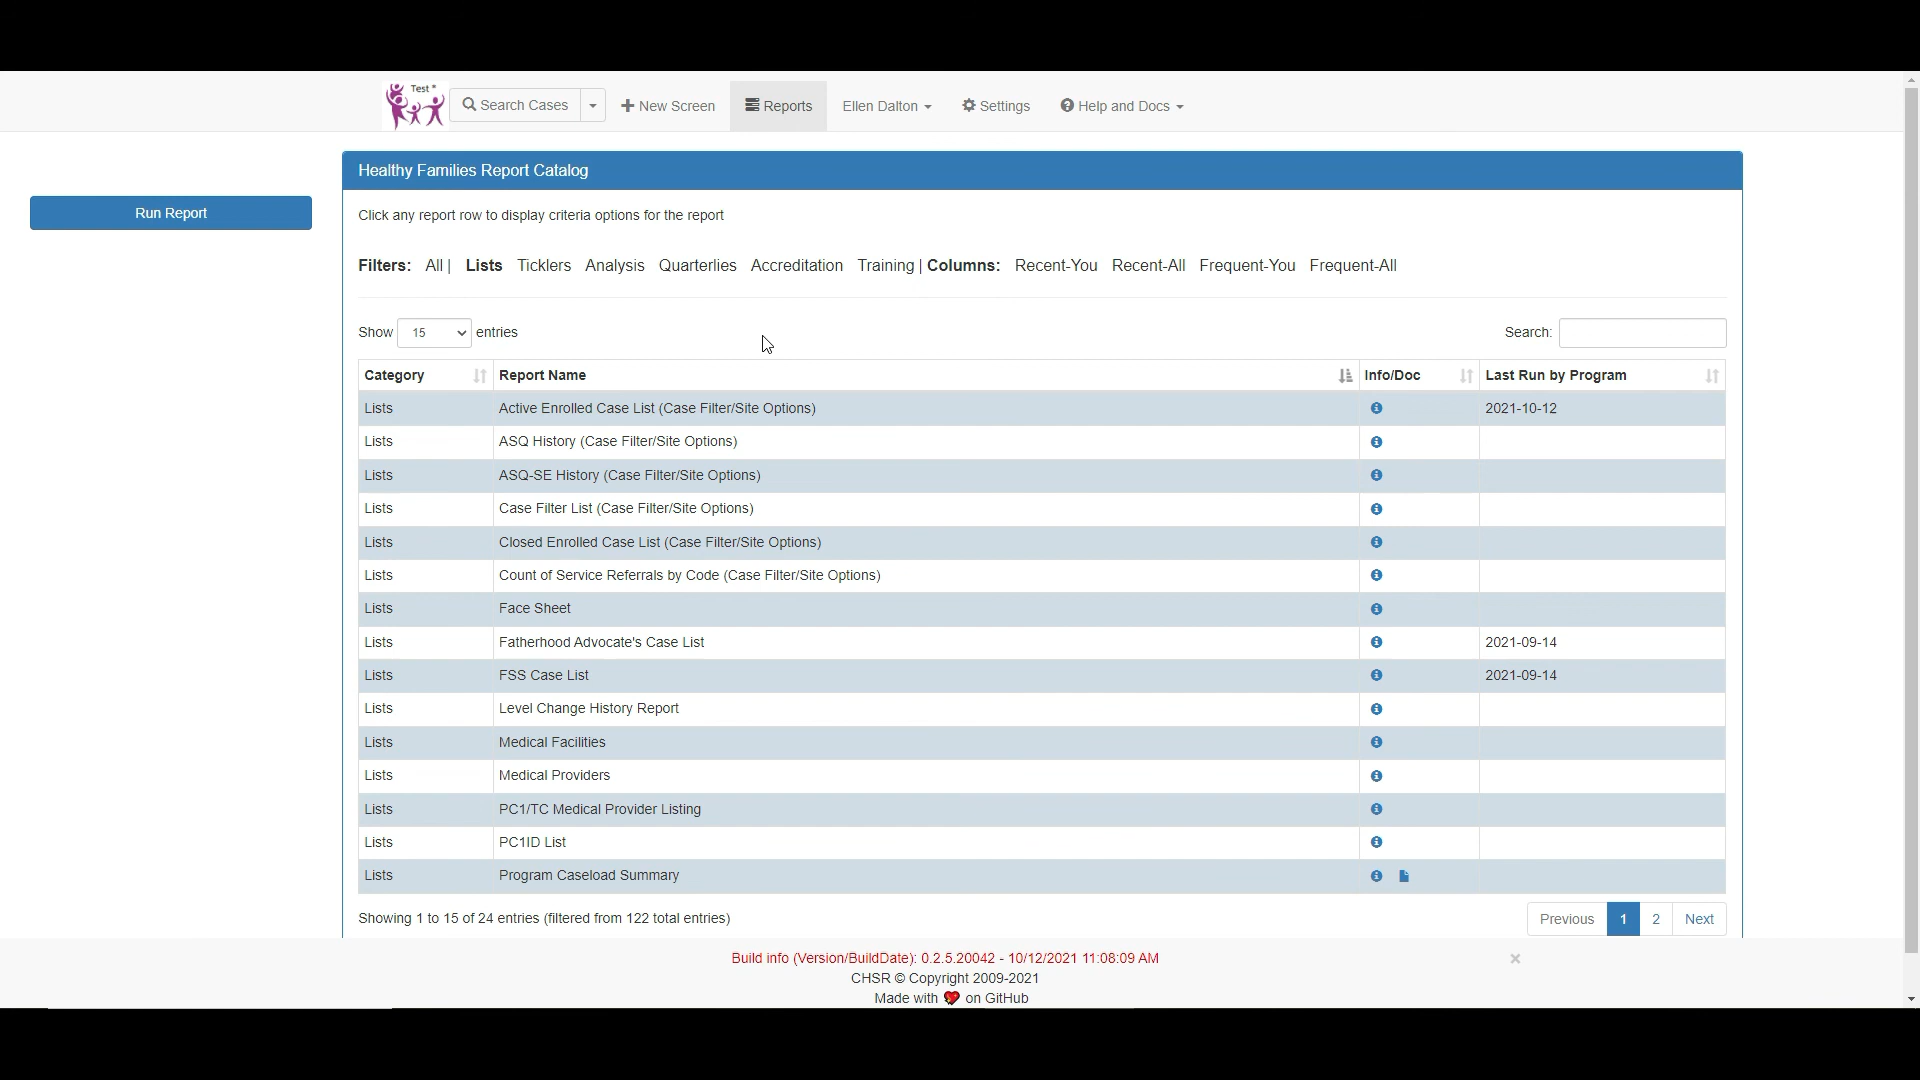 Test *
Search Cases
New Screen
Reports
Ellen Dalton
Settings
Help and Docs
Run Report
Healthy Families Report Catalog
Click any report row to display criteria options for the report
Filters: All | Lists Ticklers Analysis Quarterlies Accreditation Training | Columns: Recent-You Recent-All Frequent-You Frequent-All
Show 15 entries
Search:
Category Report Name Info/Doc Last Run by Program
Lists Active Enrolled Case List (Case Filter/Site Options) 2021-10-12
Lists ASQ History (Case Filter/Site Options)
Lists ASQ-SE History (Case Filter/Site Options)
Lists Case Filter List (Case Filter/Site Options)
Lists Closed Enrolled Case List (Case Filter/Site Options)
Lists Count of Service Referrals by Code (Case Filter/Site Options)
Lists Face Sheet
Lists Fatherhood Advocate's Case List 2021-09-14
Lists FSS Case List 2021-09-14
Lists Level Change History Report
Lists Medical Facilities
Lists Medical Providers
Lists PC1/TC Medical Provider Listing
Lists PC1ID List
Lists Program Caseload Summary
Showing 1 to 15 of 24 entries (filtered from 122 total entries)
Previous 1 2 Next
Build info (Version/BuildDate): 0.2.5.20042 - 10/12/2021 11:08:09 AM
CHSR © Copyright 2009-2021
Made with ❤ on GitHub